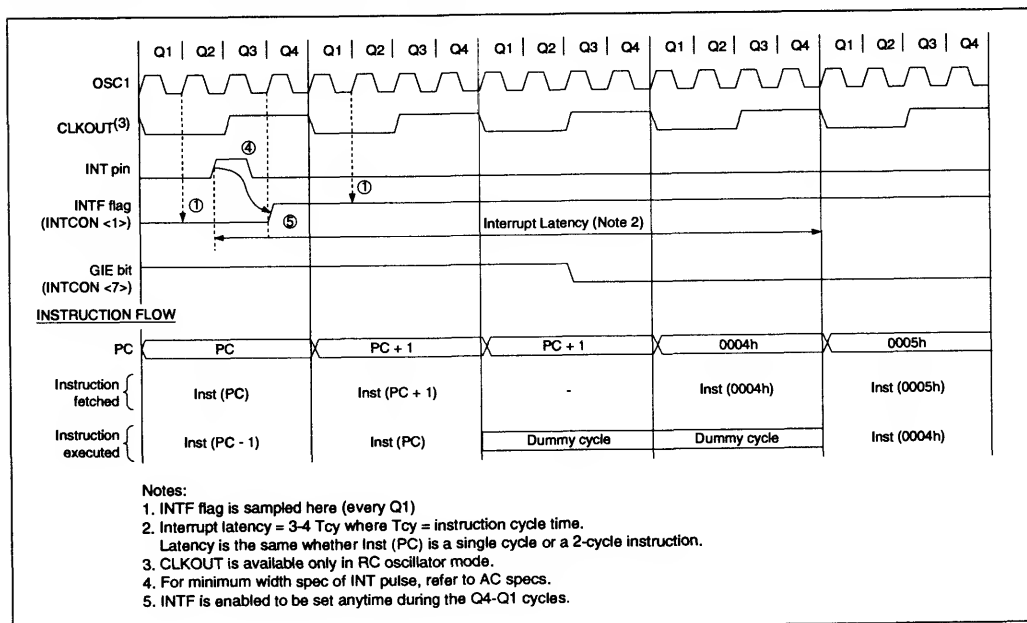 Q1 | Q2 | Q3 | Q4 Q1 | Q2 | Q3 | Q4 Q1 | Q2 | Q3 | Q4 Q1 | Q2 | Q3 | Q4 Q1 | Q2 | Q3 | Q4
OSC1
CLKOUT(3)
④
INT pin
① ①
INTF flag
(INTCON <1>)
⑤ Interrupt Latency (Note 2)
GIE bit
(INTCON <7>)
INSTRUCTION FLOW
PC PC PC + 1 PC + 1 0004h 0005h
Instruction
fetched Inst (PC) Inst (PC + 1) - Inst (0004h) Inst (0005h)
Instruction
executed Inst (PC - 1) Inst (PC) Dummy cycle Dummy cycle Inst (0004h)
Notes:
1. INTF flag is sampled here (every Q1)
2. Interrupt latency = 3-4 Tcy where Tcy = instruction cycle time.
Latency is the same whether Inst (PC) is a single cycle or a 2-cycle instruction.
3. CLKOUT is available only in RC oscillator mode.
4. For minimum width spec of INT pulse, refer to AC specs.
5. INTF is enabled to be set anytime during the Q4-Q1 cycles.